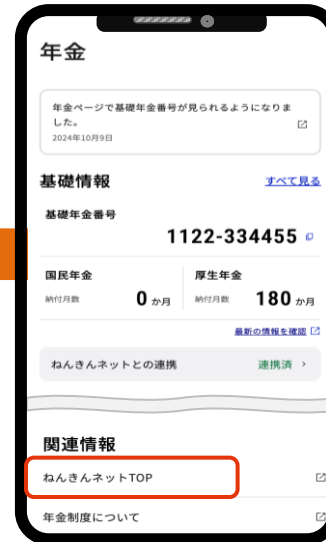 年金
年金ページで基礎年金番号が見られるようになりま
した。
2024年10月9日
基礎情報 すべて見る
基礎年金番号
1122-334455
国民年金 厚生年金
納付月数 0 か月 納付月数 180 か月
最新の情報を確認
ねんきんネットとの連携 連携済
関連情報
ねんきんネットTOP
年金制度について